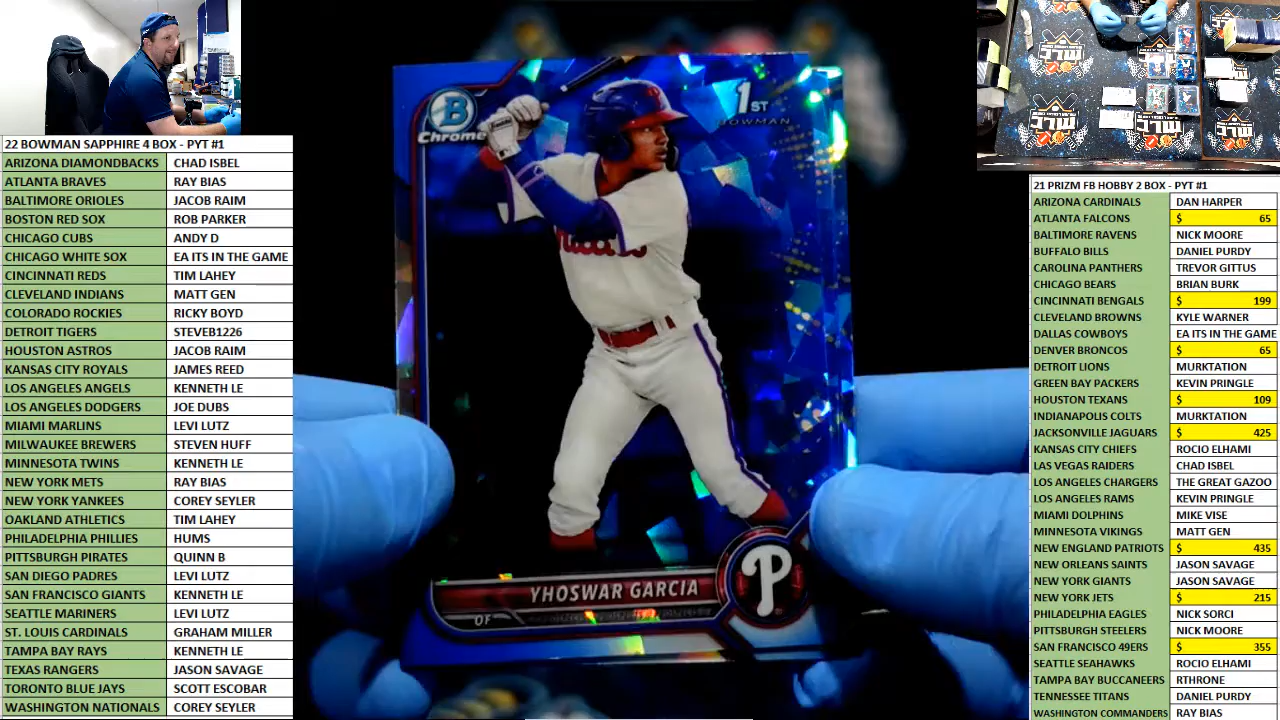 22 BOWMAN SAPPHIRE 4 BOX - PYT #1
ARIZONA DIAMONDBACKS CHAD ISBEL
ATLANTA BRAVES RAY BIAS
BALTIMORE ORIOLES JACOB RAIM
BOSTON RED SOX ROB PARKER
CHICAGO CUBS ANDY D
CHICAGO WHITE SOX EA ITS IN THE GAME
CINCINNATI REDS TIM LAHEY
CLEVELAND INDIANS MATT GEN
COLORADO ROCKIES RICKY BOYD
DETROIT TIGERS STEVEB1226
HOUSTON ASTROS JACOB RAIM
KANSAS CITY ROYALS JAMES REED
LOS ANGELES ANGELS KENNETH LE
LOS ANGELES DODGERS JOE DUBS
MIAMI MARLINS LEVI LUTZ
MILWAUKEE BREWERS STEVEN HUFF
MINNESOTA TWINS KENNETH LE
NEW YORK METS RAY BIAS
NEW YORK YANKEES COREY SEYLER
OAKLAND ATHLETICS TIM LAHEY
PHILADELPHIA PHILLIES HUMS
PITTSBURGH PIRATES QUINN B
SAN DIEGO PADRES LEVI LUTZ
SAN FRANCISCO GIANTS KENNETH LE
SEATTLE MARINERS LEVI LUTZ
ST. LOUIS CARDINALS GRAHAM MILLER
TAMPA BAY RAYS KENNETH LE
TEXAS RANGERS JASON SAVAGE
TORONTO BLUE JAYS SCOTT ESCOBAR
WASHINGTON NATIONALS COREY SEYLER
B
Chrome
1ST
BOWMAN
YHOSWAR GARCIA
OF
P
MLC
MLC
MLC
21 PRIZM FB HOBBY 2 BOX - PYT #1
ARIZONA CARDINALS DAN HARPER
ATLANTA FALCONS $ 65
BALTIMORE RAVENS NICK MOORE
BUFFALO BILLS DANIEL PURDY
CAROLINA PANTHERS TREVOR GITTUS
CHICAGO BEARS BRIAN BURK
CINCINNATI BENGALS $ 199
CLEVELAND BROWNS KYLE WARNER
DALLAS COWBOYS EA ITS IN THE GAME
DENVER BRONCOS $ 65
DETROIT LIONS MURKTATION
GREEN BAY PACKERS KEVIN PRINGLE
HOUSTON TEXANS $ 109
INDIANAPOLIS COLTS MURKTATION
JACKSONVILLE JAGUARS $ 425
KANSAS CITY CHIEFS ROCIO ELHAMI
LAS VEGAS RAIDERS CHAD ISBEL
LOS ANGELES CHARGERS THE GREAT GAZOO
LOS ANGELES RAMS KEVIN PRINGLE
MIAMI DOLPHINS MIKE VISE
MINNESOTA VIKINGS MATT GEN
NEW ENGLAND PATRIOTS $ 435
NEW ORLEANS SAINTS JASON SAVAGE
NEW YORK GIANTS JASON SAVAGE
NEW YORK JETS $ 215
PHILADELPHIA EAGLES NICK SORCI
PITTSBURGH STEELERS NICK MOORE
SAN FRANCISCO 49ERS $ 355
SEATTLE SEAHAWKS ROCIO ELHAMI
TAMPA BAY BUCCANEERS RTHRONE
TENNESSEE TITANS DANIEL PURDY
WASHINGTON COMMANDERS RAY BIAS